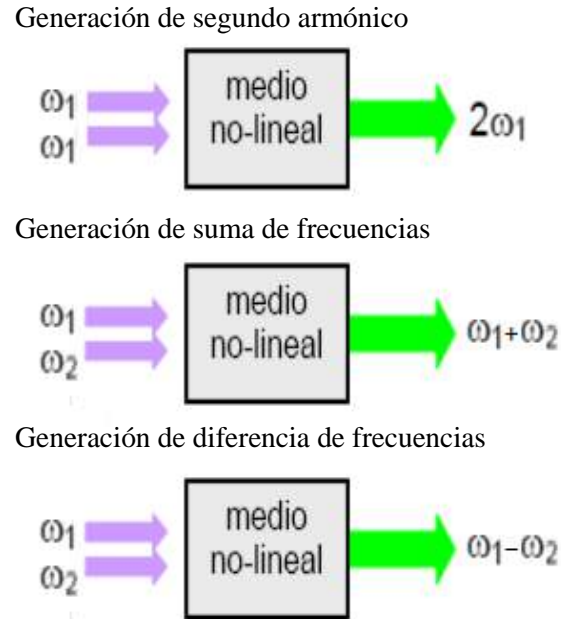 Generación de segundo armónico
ω1
ω1
medio
no-lineal
2ω1
Generación de suma de frecuencias
ω1
ω2
medio
no-lineal
ω1+ω2
Generación de diferencia de frecuencias
ω1
ω2
medio
no-lineal
ω1−ω2